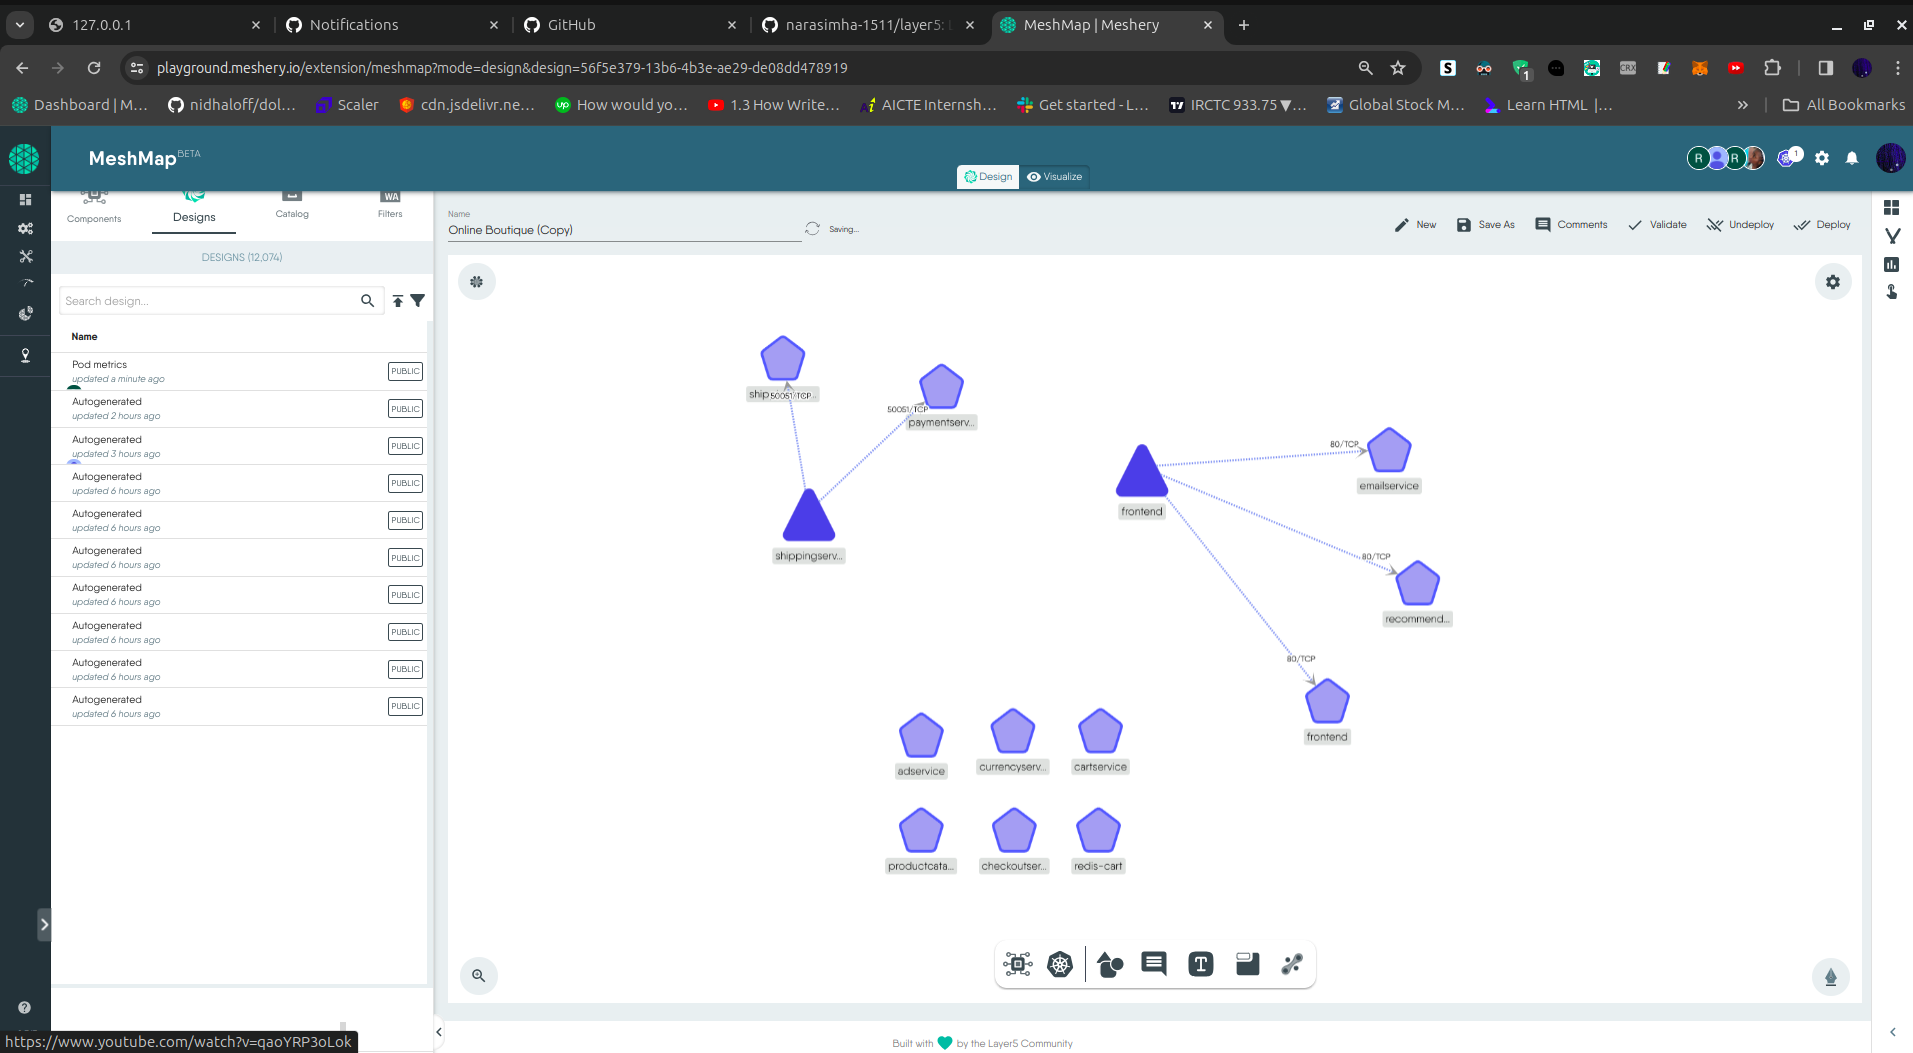 127.0.0.1
Notifications
GitHub
narasimha-1511/layer5:
MeshMap | Meshery
playground.meshery.io/extension/meshmap?mode=design&design=56f5e379-13b6-4b3e-ae29-de08dd478919
1
CRX
Dashboard | M...
nidhaloff/dol...
Scaler
cdn.jsdelivr.ne...
How would yo...
1.3 How Write...
AICTE Internsh...
Get started - L...
IRCTC 933.75 ▼...
Global Stock M...
Learn HTML |...
»
All Bookmarks
MeshMap BETA
Design
Visualize
R
R
1
Components
Designs
Catalog
WA
Filters
DESIGNS (12,074)
Search design...
Name
Pod metrics
updated a minute ago
PUBLIC
Autogenerated
updated 2 hours ago
PUBLIC
Autogenerated
updated 3 hours ago
PUBLIC
Autogenerated
updated 6 hours ago
PUBLIC
Autogenerated
updated 6 hours ago
PUBLIC
Autogenerated
updated 6 hours ago
PUBLIC
Autogenerated
updated 6 hours ago
PUBLIC
Autogenerated
updated 6 hours ago
PUBLIC
Autogenerated
updated 6 hours ago
PUBLIC
Autogenerated
updated 6 hours ago
PUBLIC
Name
Online Boutique (Copy)
Saving...
New
Save As
Comments
Validate
Undeploy
Deploy
ship
50051/TCP...
50051/TCP
paymentserv...
shippingserv...
80/TCP
emailservice
frontend
80/TCP
recommend...
80/TCP
frontend
adservice
currencyserv...
cartservice
productcata...
checkoutser...
redis-cart
T
Built with
by the Layer5 Community
https://www.youtube.com/watch?v=qaoYRP3oLok